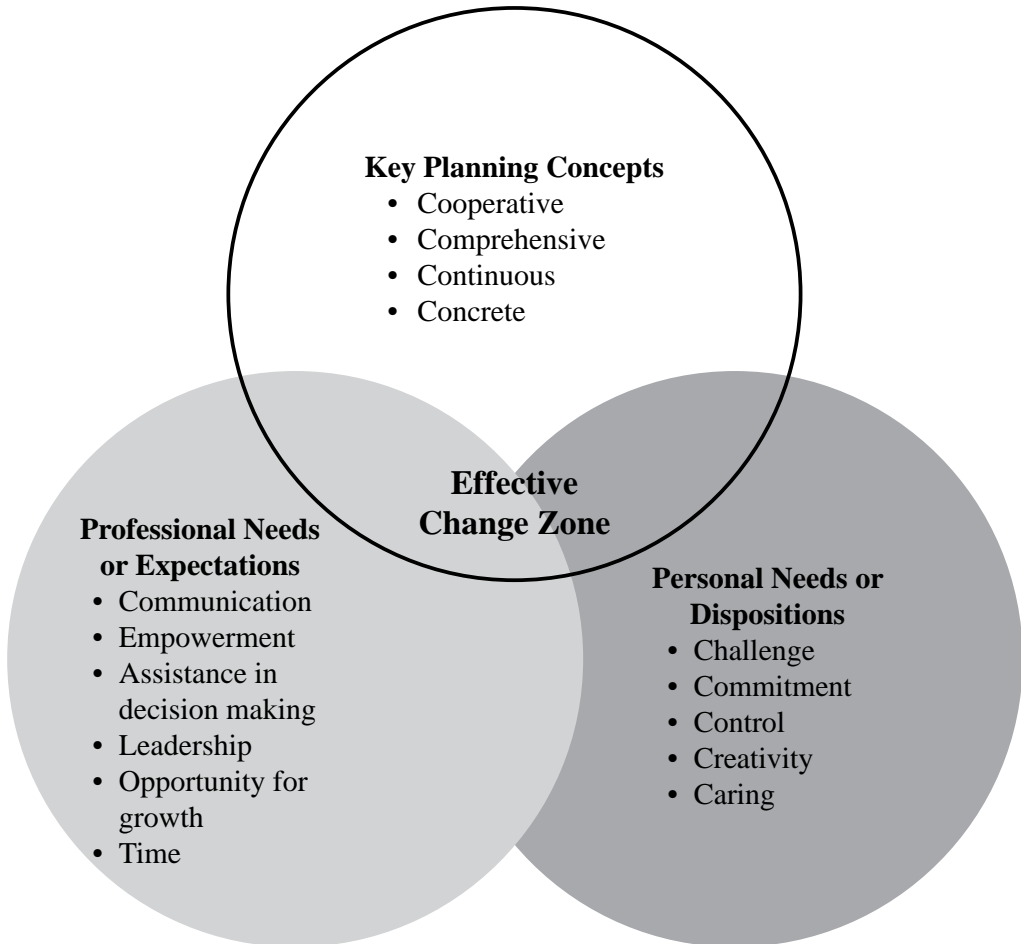 Key Planning Concepts
• Cooperative
• Comprehensive
• Continuous
• Concrete
Effective
Change Zone
Professional Needs
or Expectations
• Communication
• Empowerment
• Assistance in
decision making
• Leadership
• Opportunity for
growth
• Time
Personal Needs or
Dispositions
• Challenge
• Commitment
• Control
• Creativity
• Caring